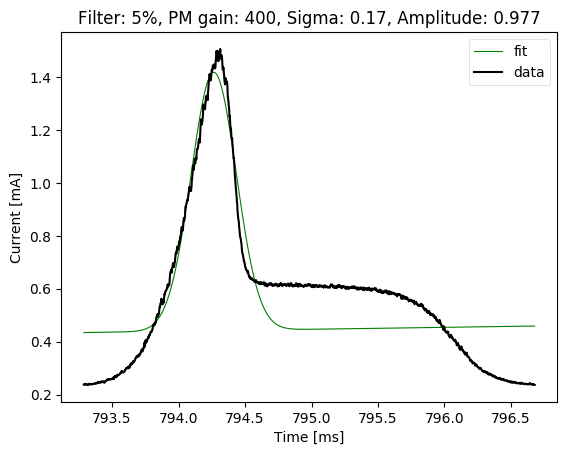 Filter: 5%, PM gain: 400, Sigma: 0.17, Amplitude: 0.977
fit
data
1.4
1.2
1.0
0.8
0.6
0.4
0.2
Current [mA]
793.5 794.0 794.5 795.0 795.5 796.0 796.5
Time [ms]